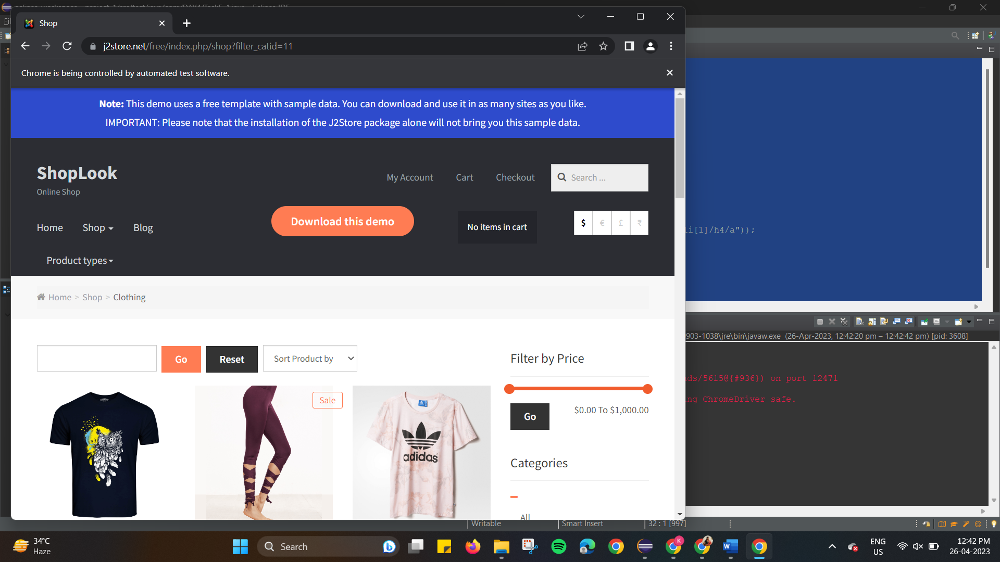 Shop
j2store.net/free/index.php/shop?filter_catid=11
Chrome is being controlled by automated test software.
Note: This demo uses a free template with sample data. You can download and use it in as many sites as you like.
IMPORTANT: Please note that the installation of the J2Store package alone will not bring you this sample data.
ShopLook
Online Shop
My Account
Cart
Checkout
Search ...
Home
Shop
Blog
Download this demo
No items in cart
$
€
£
₹
Product types
Home > Shop > Clothing
Go
Reset
Sort Product by
Filter by Price
$0.00 To $1,000.00
Go
Sale
adidas
Categories
All
li[1]/h4/a"));
903-1038\jre\bin\javaw.exe (26-Apr-2023, 12:42:20 pm – 12:42:42 pm) [pid: 3608]
ds/5615@{#936}) on port 12471
ng ChromeDriver safe.
Writable
Smart Insert
32 : 1 [997]
34°C
Haze
Search
K
ENG
US
12:42 PM
26-04-2023